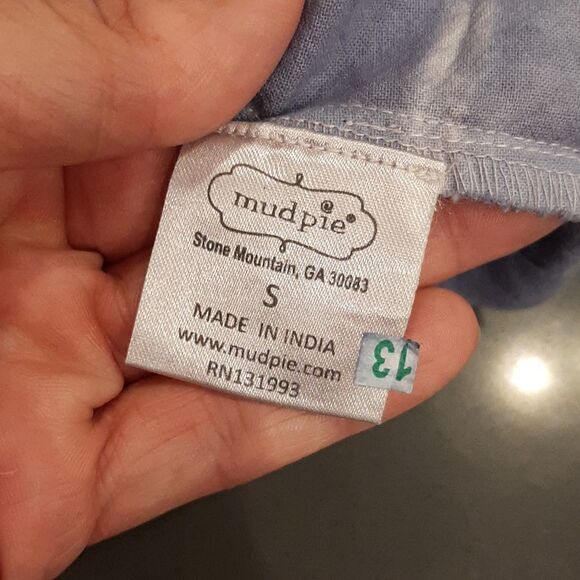 mudpie®
Stone Mountain, GA 30083
S
MADE IN INDIA
www.mudpie.com
RN131993
13